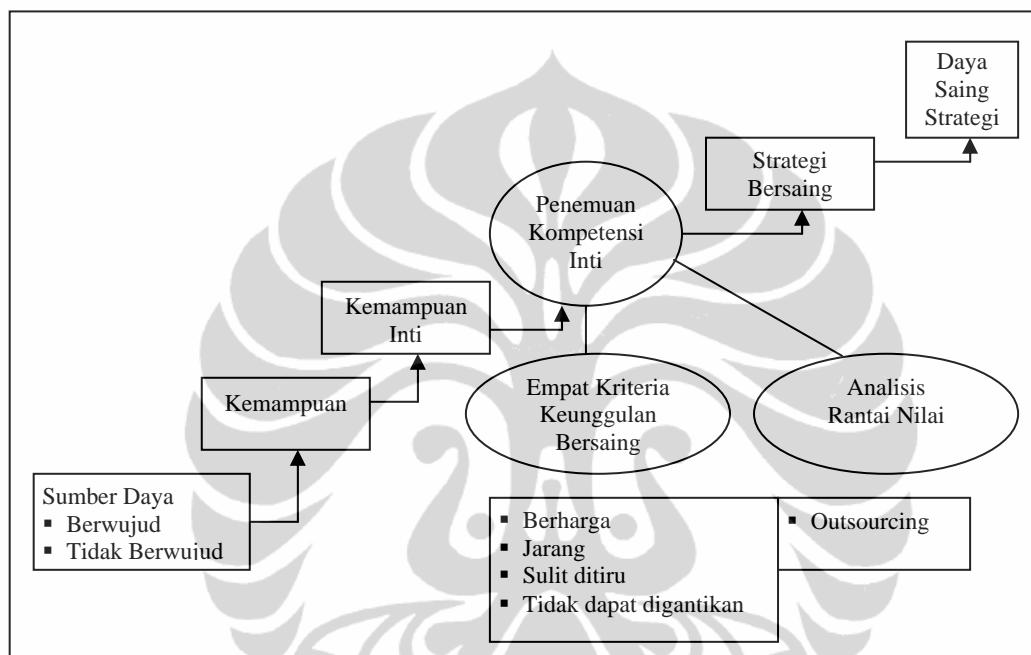 Daya
Saing
Strategi
Strategi
Bersaing
Penemuan
Kompetensi
Inti
Kemampuan
Inti
Kemampuan
Empat Kriteria
Keunggulan
Bersaing
Analisis
Rantai Nilai
Sumber Daya
▪ Berwujud
▪ Tidak Berwujud
▪ Berharga
▪ Jarang
▪ Sulit ditiru
▪ Tidak dapat digantikan
▪ Outsourcing